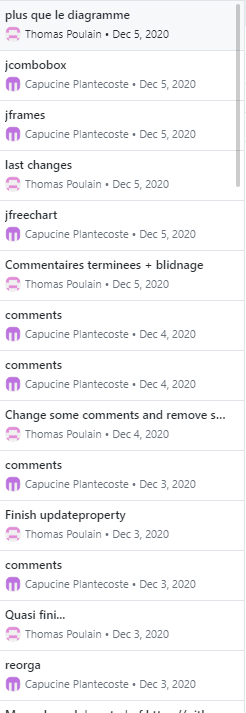 plus que le diagramme
Thomas Poulain • Dec 5, 2020
jcombobox
Capucine Plantecoste • Dec 5, 2020
jframes
Capucine Plantecoste • Dec 5, 2020
last changes
Thomas Poulain • Dec 5, 2020
jfreechart
Capucine Plantecoste • Dec 5, 2020
Commentaires terminees + blidnage
Thomas Poulain • Dec 5, 2020
comments
Capucine Plantecoste • Dec 4, 2020
comments
Capucine Plantecoste • Dec 4, 2020
Change some comments and remove s...
Thomas Poulain • Dec 4, 2020
comments
Capucine Plantecoste • Dec 3, 2020
Finish updateproperty
Thomas Poulain • Dec 3, 2020
comments
Capucine Plantecoste • Dec 3, 2020
Quasi fini...
Thomas Poulain • Dec 3, 2020
reorga
Capucine Plantecoste • Dec 3, 2020